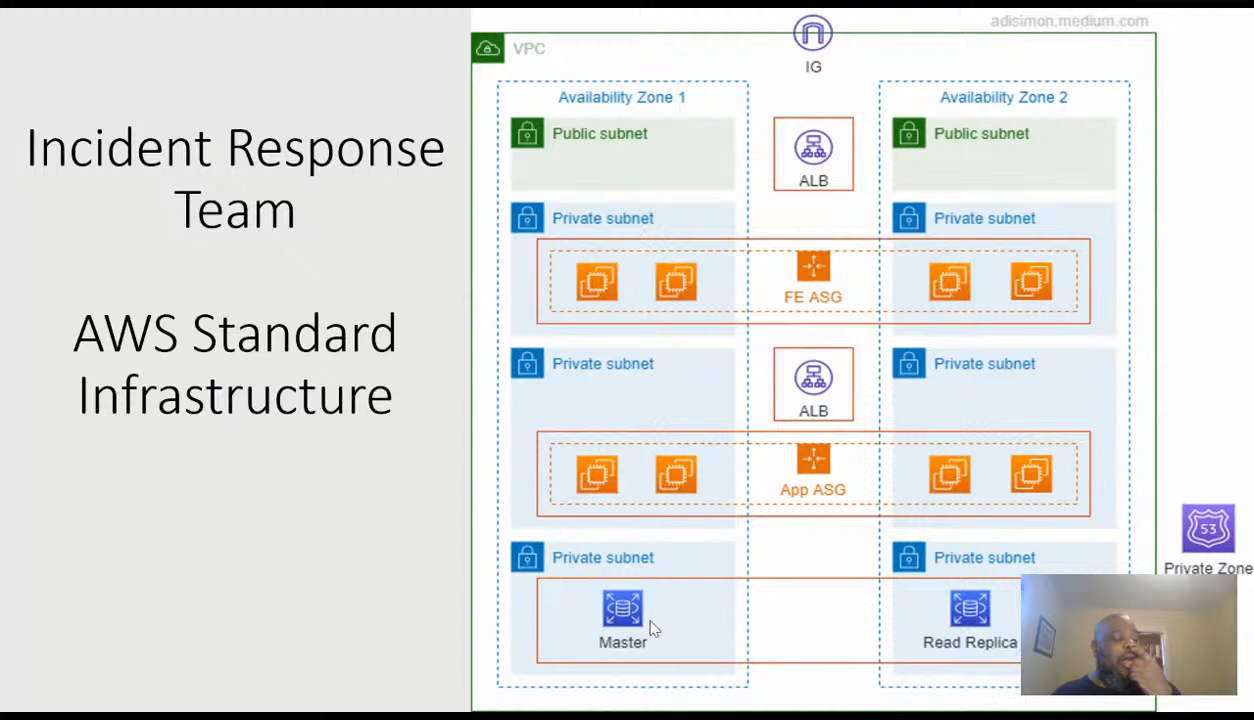 Incident Response
Team
AWS Standard
Infrastructure
adisimon.medium.com
VPC
IG
Availability Zone 1
Availability Zone 2
Public subnet
Public subnet
ALB
Private subnet
Private subnet
FE ASG
Private subnet
Private subnet
ALB
App ASG
53
Private Zone
Private subnet
Private subnet
Master
Read Replica